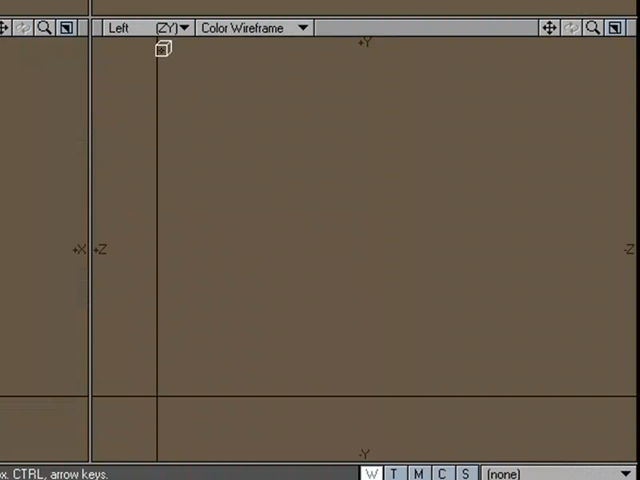 Left (ZY) Color Wireframe
+Y
+X +Z -Z
-Y
x. CTRL, arrow keys. W T M C S (none)